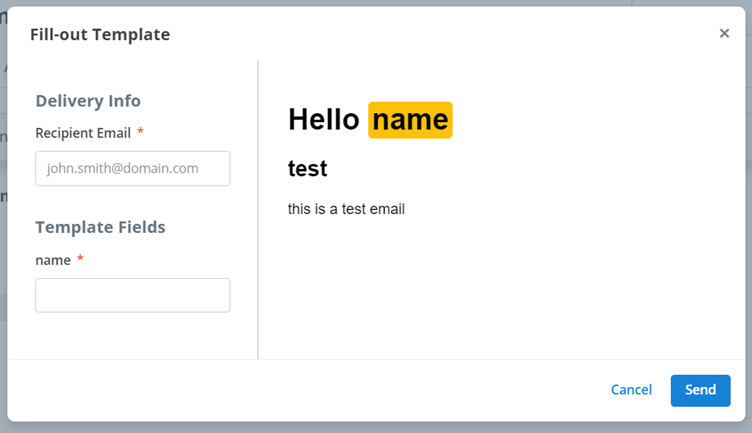 Fill-out Template
×
Delivery Info
Recipient Email *
john.smith@domain.com
Template Fields
name *
Hello name
test
this is a test email
Cancel
Send